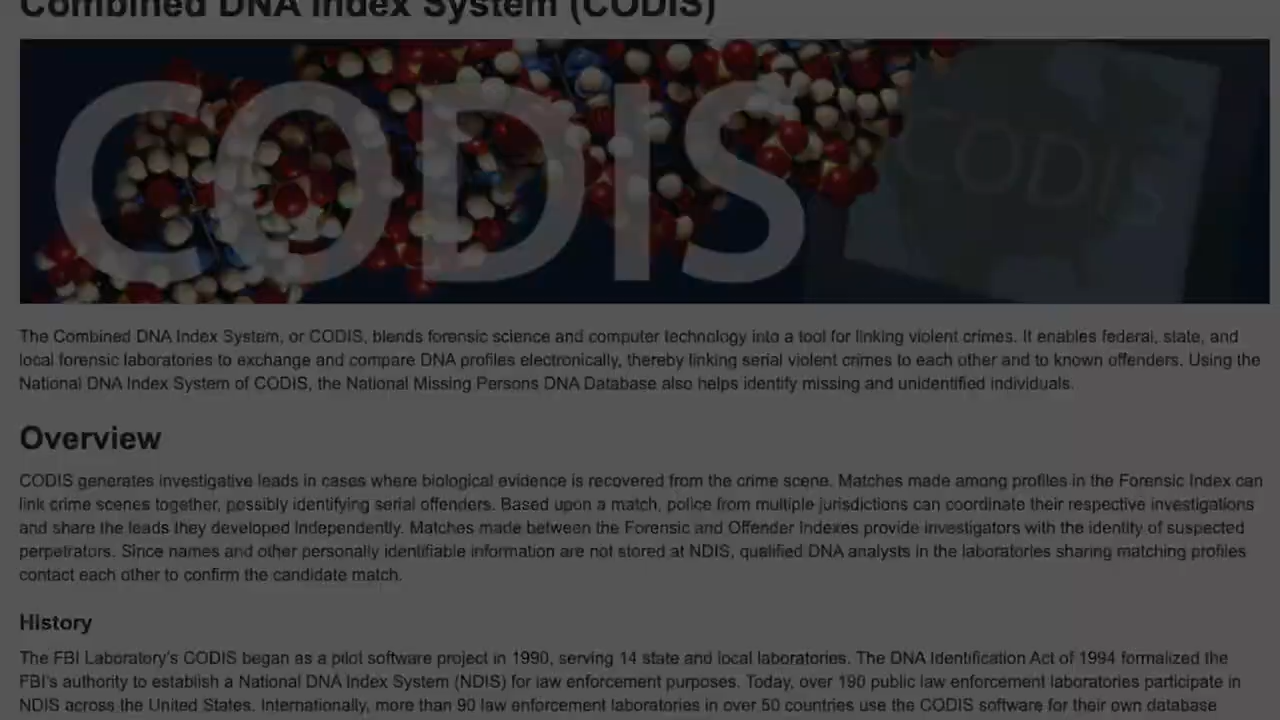 Combined DNA Index System (CODIS)
CODIS
CODIS
The Combined DNA Index System, or CODIS, blends forensic science and computer technology into a tool for linking violent crimes. It enables federal, state, and
local forensic laboratories to exchange and compare DNA profiles electronically, thereby linking serial violent crimes to each other and to known offenders. Using the
National DNA Index System of CODIS, the National Missing Persons DNA Database also helps identify missing and unidentified individuals.
Overview
CODIS generates investigative leads in cases where biological evidence is recovered from the crime scene. Matches made among profiles in the Forensic Index can
link crime scenes together, possibly identifying serial offenders. Based upon a match, police from multiple jurisdictions can coordinate their respective investigations
and share the leads they developed independently. Matches made between the Forensic and Offender Indexes provide investigators with the identity of suspected
perpetrators. Since names and other personally identifiable information are not stored at NDIS, qualified DNA analysts in the laboratories sharing matching profiles
contact each other to confirm the candidate match.
History
The FBI Laboratory's CODIS began as a pilot software project in 1990, serving 14 state and local laboratories. The DNA Identification Act of 1994 formalized the
FBI's authority to establish a National DNA Index System (NDIS) for law enforcement purposes. Today, over 190 public law enforcement laboratories participate in
NDIS across the United States. Internationally, more than 90 law enforcement laboratories in over 50 countries use the CODIS software for their own database